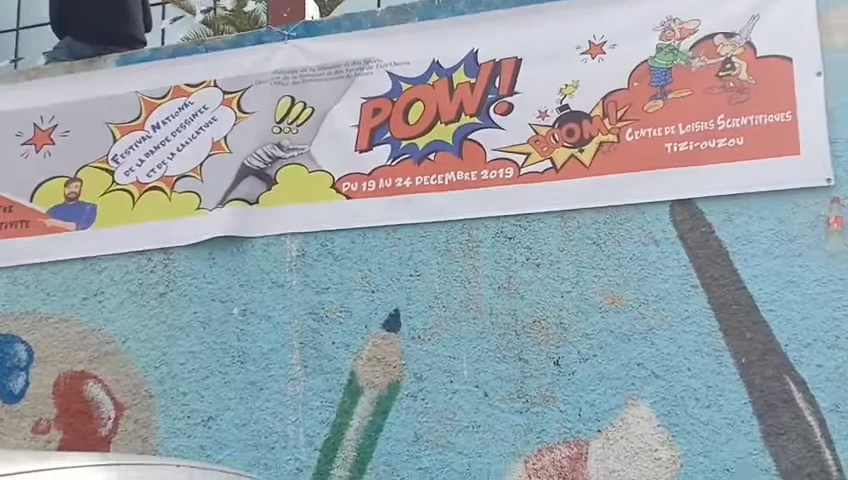 Festival National
de la bande dessinée
et de la caricature
!!
POW!
Du 19 au 24 Decembre 2019
BOOM!
Centre de Loisirs Scientifiques
Tizi-Ouzou